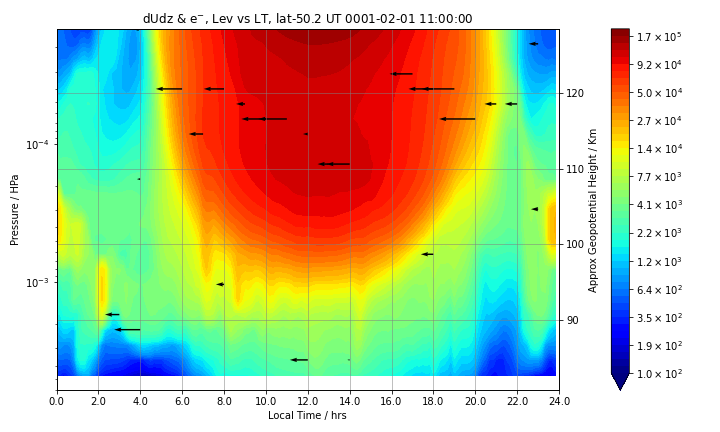 dUdz & e⁻, Lev vs LT, lat-50.2 UT 0001-02-01 11:00:00
Pressure / HPa
10⁻⁴
10⁻³
120
110
100
90
Approx Geopotential Height / Km
0.0 2.0 4.0 6.0 8.0 10.0 12.0 14.0 16.0 18.0 20.0 22.0 24.0
Local Time / hrs
1.7 × 10⁵
9.2 × 10⁴
5.0 × 10⁴
2.7 × 10⁴
1.4 × 10⁴
7.7 × 10³
4.1 × 10³
2.2 × 10³
1.2 × 10³
6.4 × 10²
3.5 × 10²
1.9 × 10²
1.0 × 10²